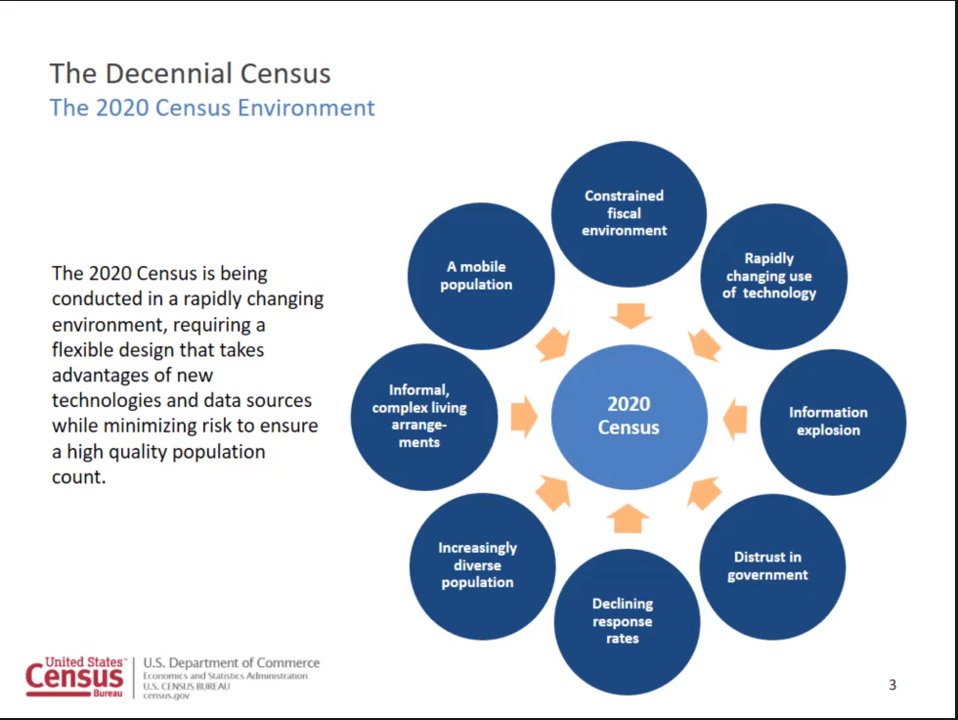 The Decennial Census
The 2020 Census Environment
The 2020 Census is being
conducted in a rapidly changing
environment, requiring a
flexible design that takes
advantages of new
technologies and data sources
while minimizing risk to ensure
a high quality population
count.
Constrained
fiscal
environment
Rapidly
changing use
of technology
Information
explosion
Distrust in
government
Declining
response
rates
Increasingly
diverse
population
Informal,
complex living
arrange-
ments
A mobile
population
2020
Census
United States™
Census
Bureau
U.S. Department of Commerce
Economics and Statistics Administration
U.S. CENSUS BUREAU
census.gov
3